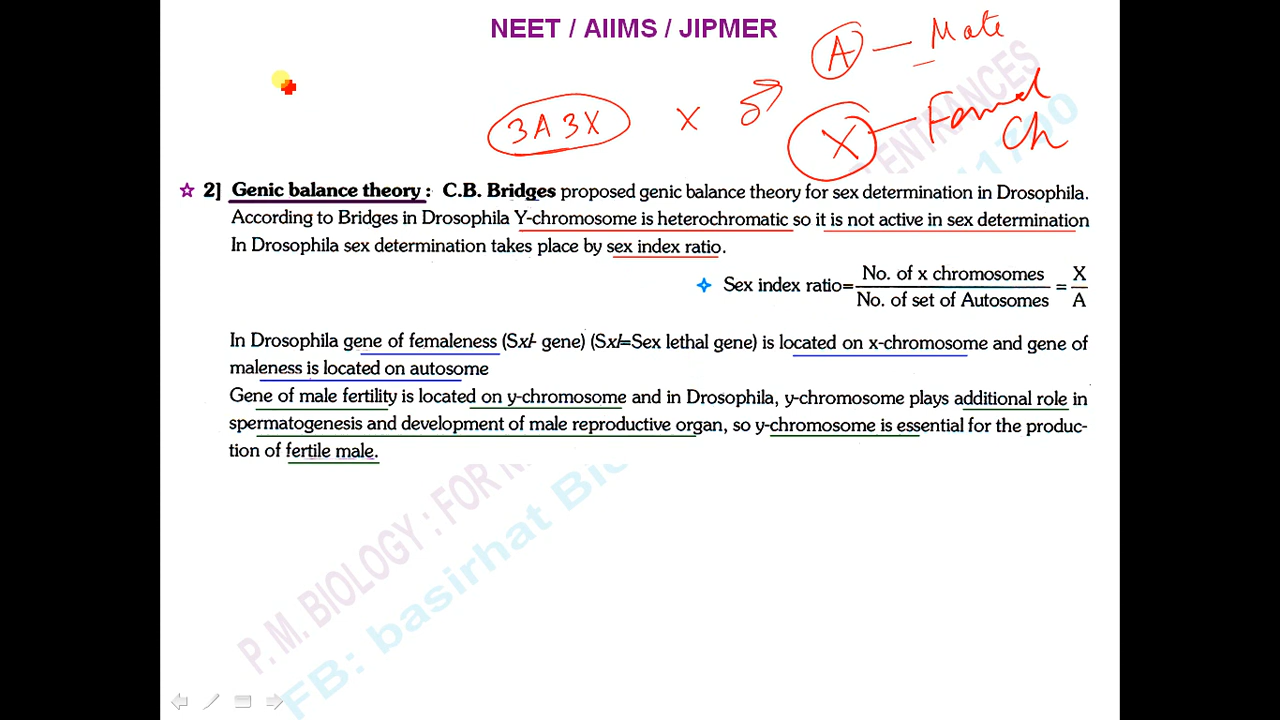 NEET / AIIMS / JIPMER
A — Male
3A 3X X ♂
X — Femal
Ch
☆ 2] Genic balance theory : C.B. Bridges proposed genic balance theory for sex determination in Drosophila.
According to Bridges in Drosophila Y-chromosome is heterochromatic so it is not active in sex determination
In Drosophila sex determination takes place by sex index ratio.
✧ Sex index ratio= No. of x chromosomes / No. of set of Autosomes = X / A
In Drosophila gene of femaleness (Sxl- gene) (Sxl=Sex lethal gene) is located on x-chromosome and gene of
maleness is located on autosome
Gene of male fertility is located on y-chromosome and in Drosophila, y-chromosome plays additional role in
spermatogenesis and development of male reproductive organ, so y-chromosome is essential for the produc-
tion of fertile male.
P. M. BIOLOGY : FOR
ENTRANCES
FB: basirhat Bio